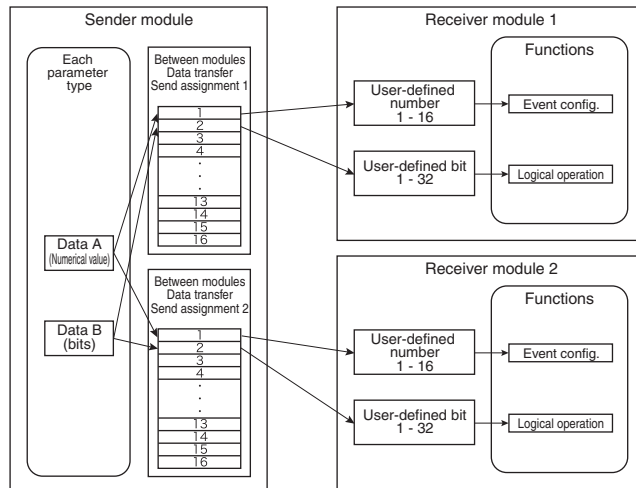 Sender module
Each
parameter
type
Data A
(Numerical value)
Data B
(bits)
Between modules
Data transfer
Send assignment 1
1
2
3
4
.
.
.
13
14
15
16
Between modules
Data transfer
Send assignment 2
1
2
3
4
.
.
.
13
14
15
16
Receiver module 1
User-defined
number
1 - 16
User-defined bit
1 - 32
Functions
Event config.
Logical operation
Receiver module 2
User-defined
number
1 - 16
User-defined bit
1 - 32
Functions
Event config.
Logical operation